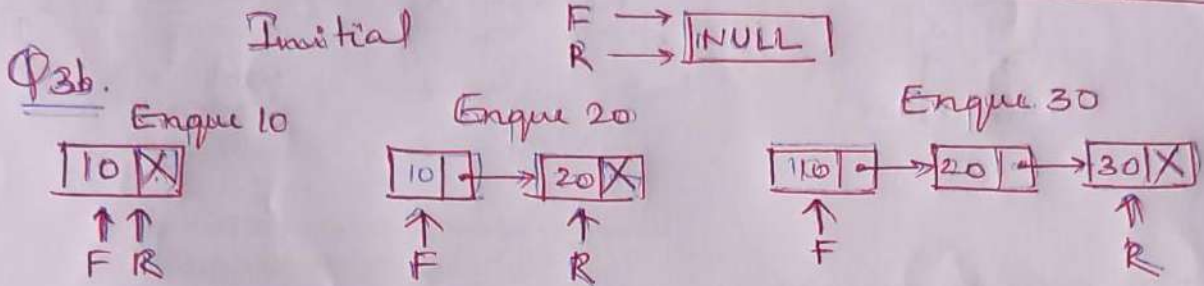 Initial F → NULL
R →
Q3b.
Enque 10 Enque 20 Enque 30
10 X 10 20 X 10 20 30 X
F R F R F R